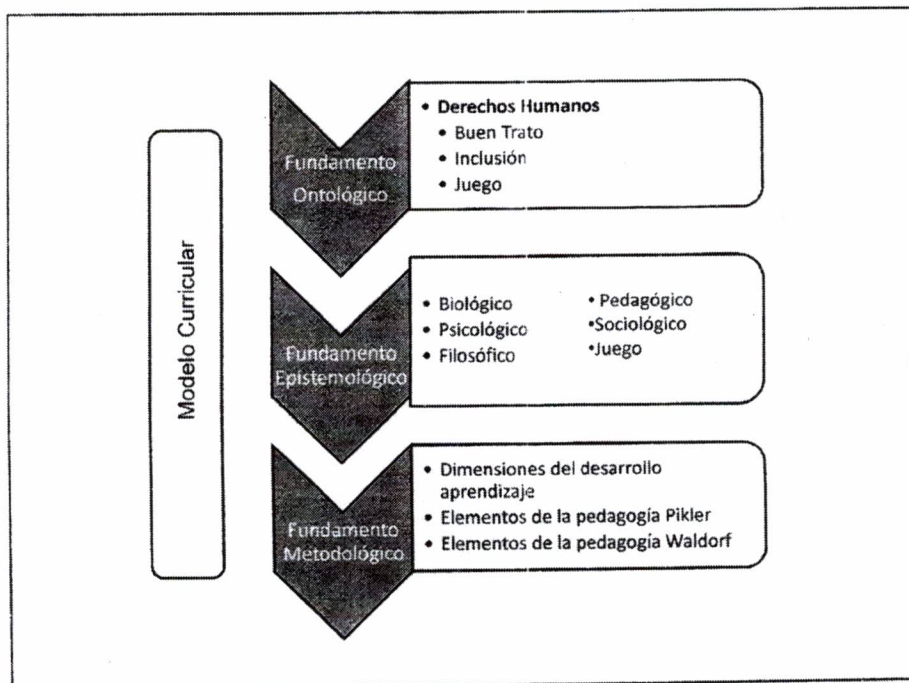 Modelo Curricular
Fundamento
Ontológico
• Derechos Humanos
• Buen Trato
• Inclusión
• Juego
Fundamento
Epistemológico
• Biológico
• Psicológico
• Filosófico
• Pedagógico
•Sociológico
•Juego
Fundamento
Metodológico
• Dimensiones del desarrollo
aprendizaje
• Elementos de la pedagogía Pikler
• Elementos de la pedagogía Waldorf